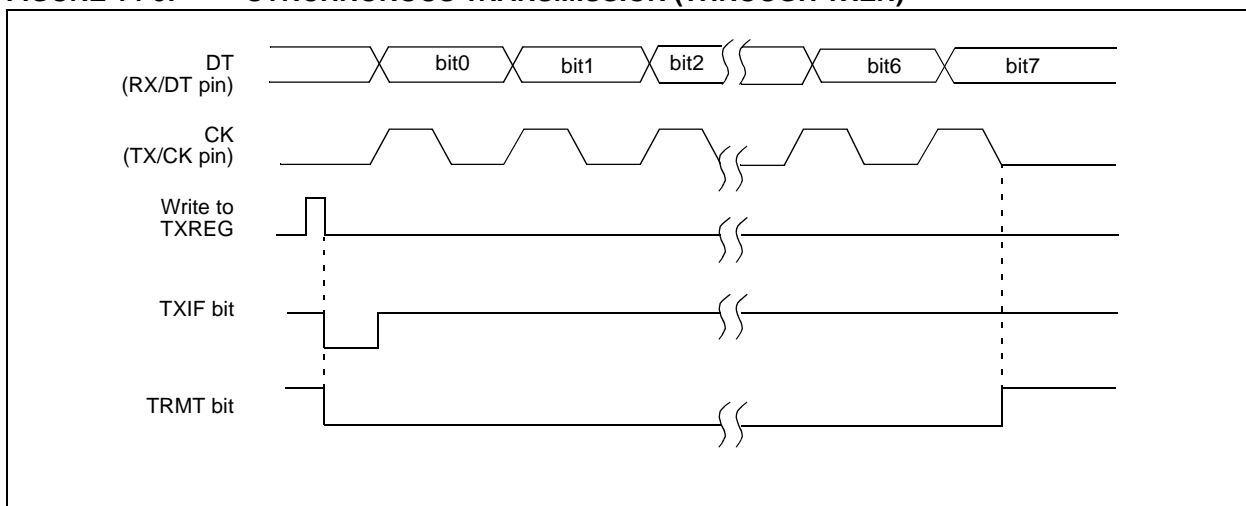 DT
(RX/DT pin)
bit0 bit1 bit2 bit6 bit7
CK
(TX/CK pin)
Write to
TXREG
TXIF bit
TRMT bit